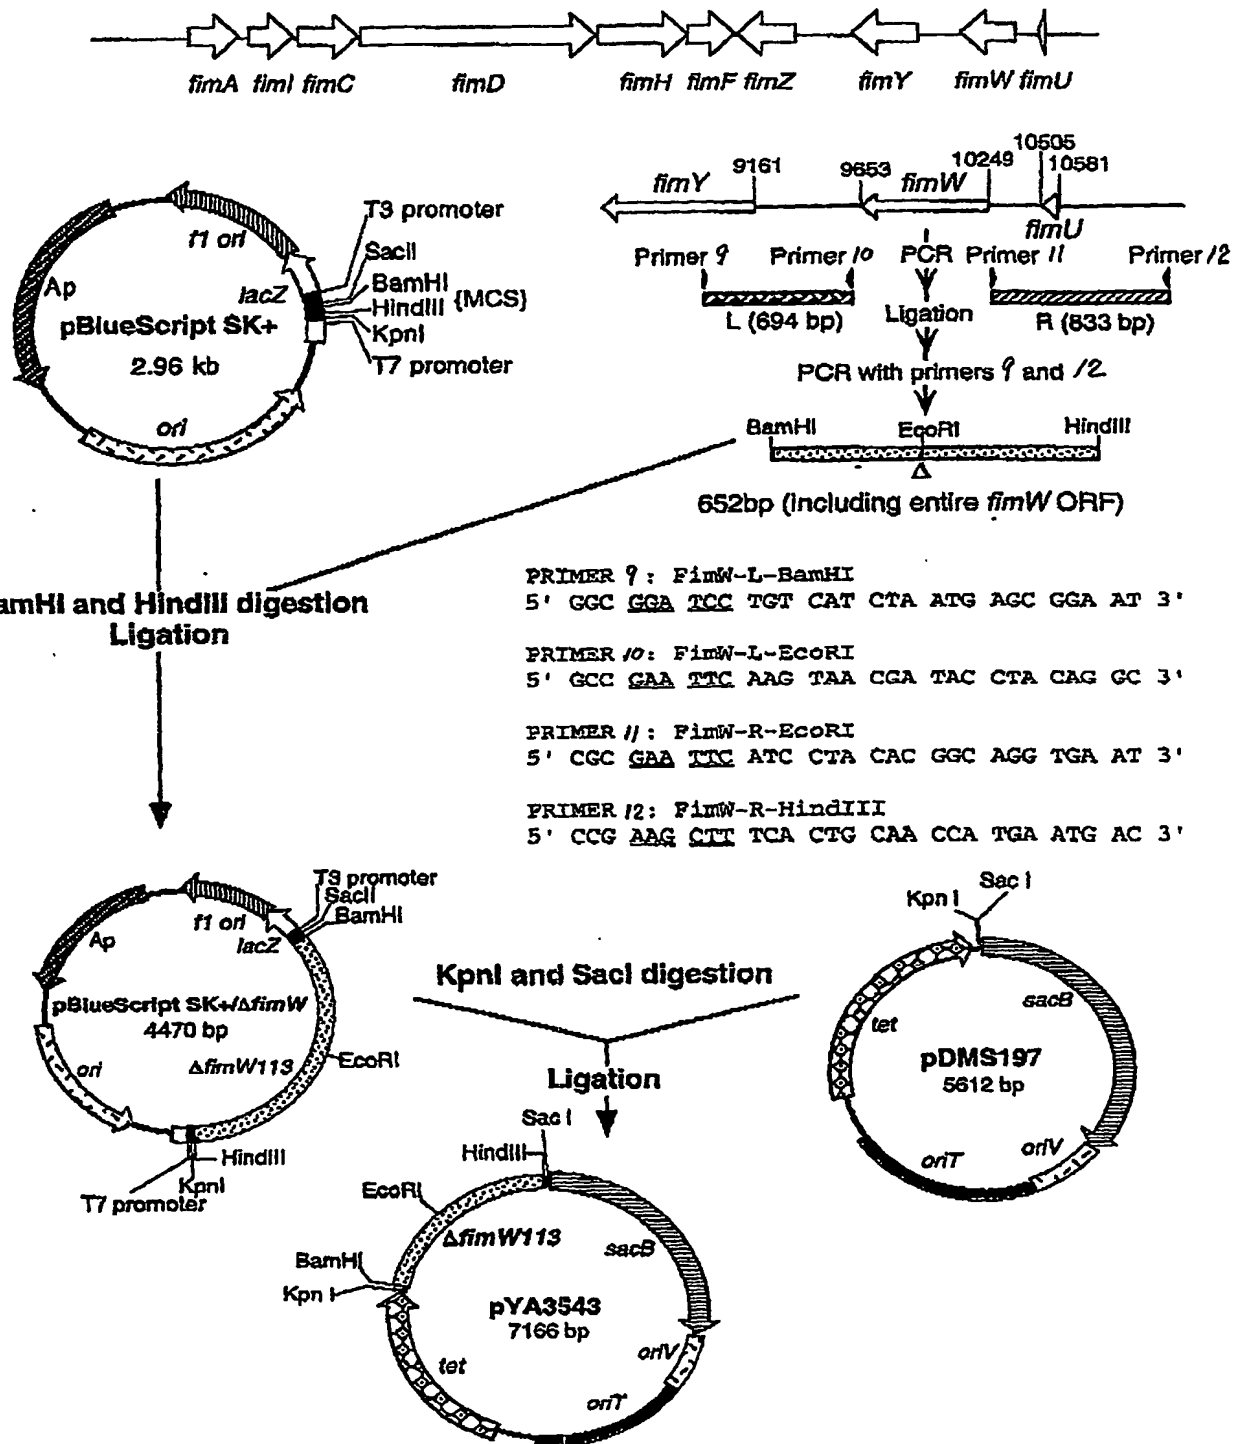 fimA fimI fimC fimD fimH fimF fimZ fimY fimW fimU
T3 promoter
SacII
BamHI
HindIII {MCS}
KpnI
T7 promoter
f1 ori
lacZ
Ap
pBlueScript SK+
2.96 kb
ori
fimY 9161 9653 fimW 10249 10505 10581
fimU
Primer 9 Primer 10 PCR Primer 11 Primer 12
L (694 bp) Ligation R (833 bp)
PCR with primers 9 and 12
BamHI EcoRI HindIII
Δ
652bp (including entire fimW ORF)
amHI and HindIII digestion
Ligation
PRIMER 9: FimW-L-BamHI
5' GGC GGA TCC TGT CAT CTA ATG AGC GGA AT 3'
PRIMER 10: FimW-L-EcoRI
5' GCC GAA TTC AAG TAA CGA TAC CTA CAG GC 3'
PRIMER 11: FimW-R-EcoRI
5' CGC GAA TTC ATC CTA CAC GGC AGG TGA AT 3'
PRIMER 12: FimW-R-HindIII
5' CCG AAG CTT TCA CTG CAA CCA TGA ATG AC 3'
T3 promoter
SacII
BamHI
f1 ori
lacZ
Ap
pBlueScript SK+/ΔfimW
4470 bp
ΔfimW113
EcoRI
ori
HindIII
KpnI
T7 promoter
KpnI and SacI digestion
Ligation
Kpn I Sac I
sacB
tet
pDMS197
5612 bp
oriV
oriT
Sac I
HindIII
EcoRI
ΔfimW113
sacB
BamHI
Kpn I
pYA3543
7166 bp
oriV
tet
oriT